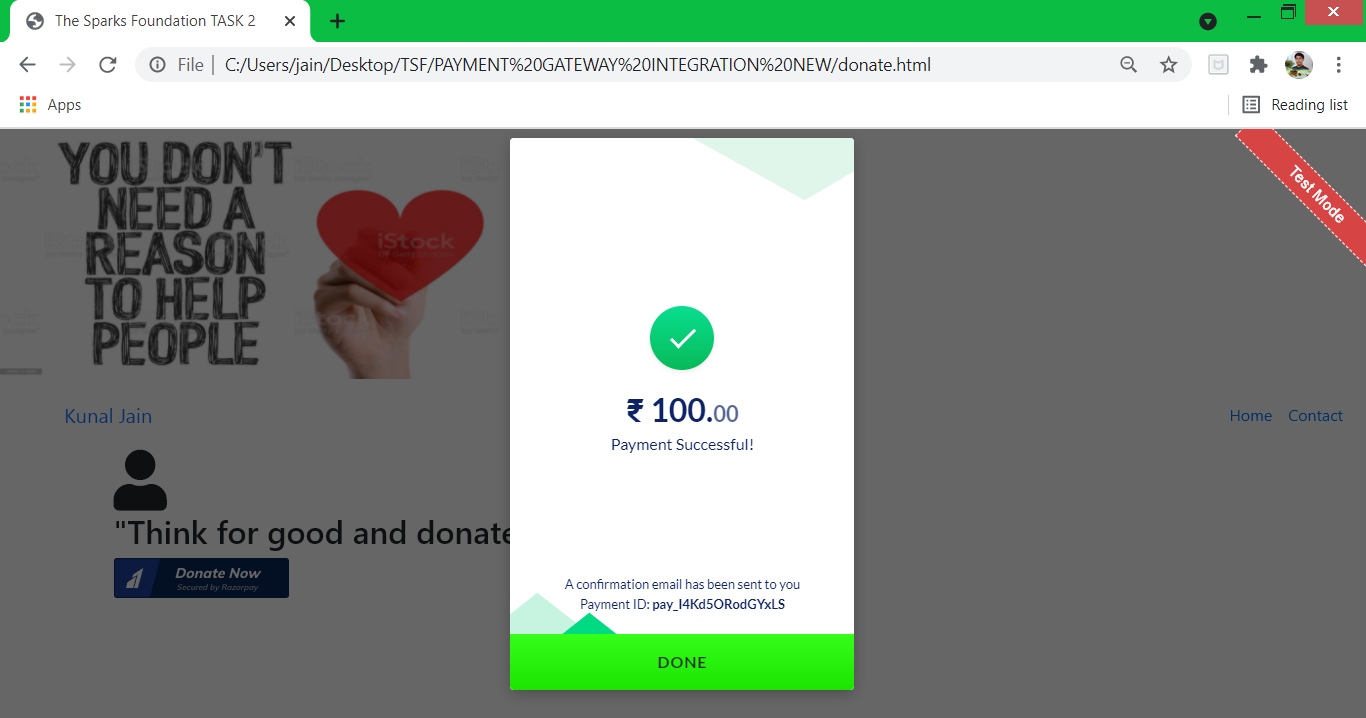 The Sparks Foundation TASK 2
File | C:/Users/jain/Desktop/TSF/PAYMENT%20GATEWAY%20INTEGRATION%20NEW/donate.html
Apps
Reading list
YOU DON'T
NEED A
REASON
TO HELP
PEOPLE
iStock
Test Mode
₹ 100.00
Payment Successful!
Kunal Jain
Home Contact
"Think for good and donate
Donate Now
Secured by Razorpay
A confirmation email has been sent to you
Payment ID: pay_I4Kd5ORodGYxLS
DONE